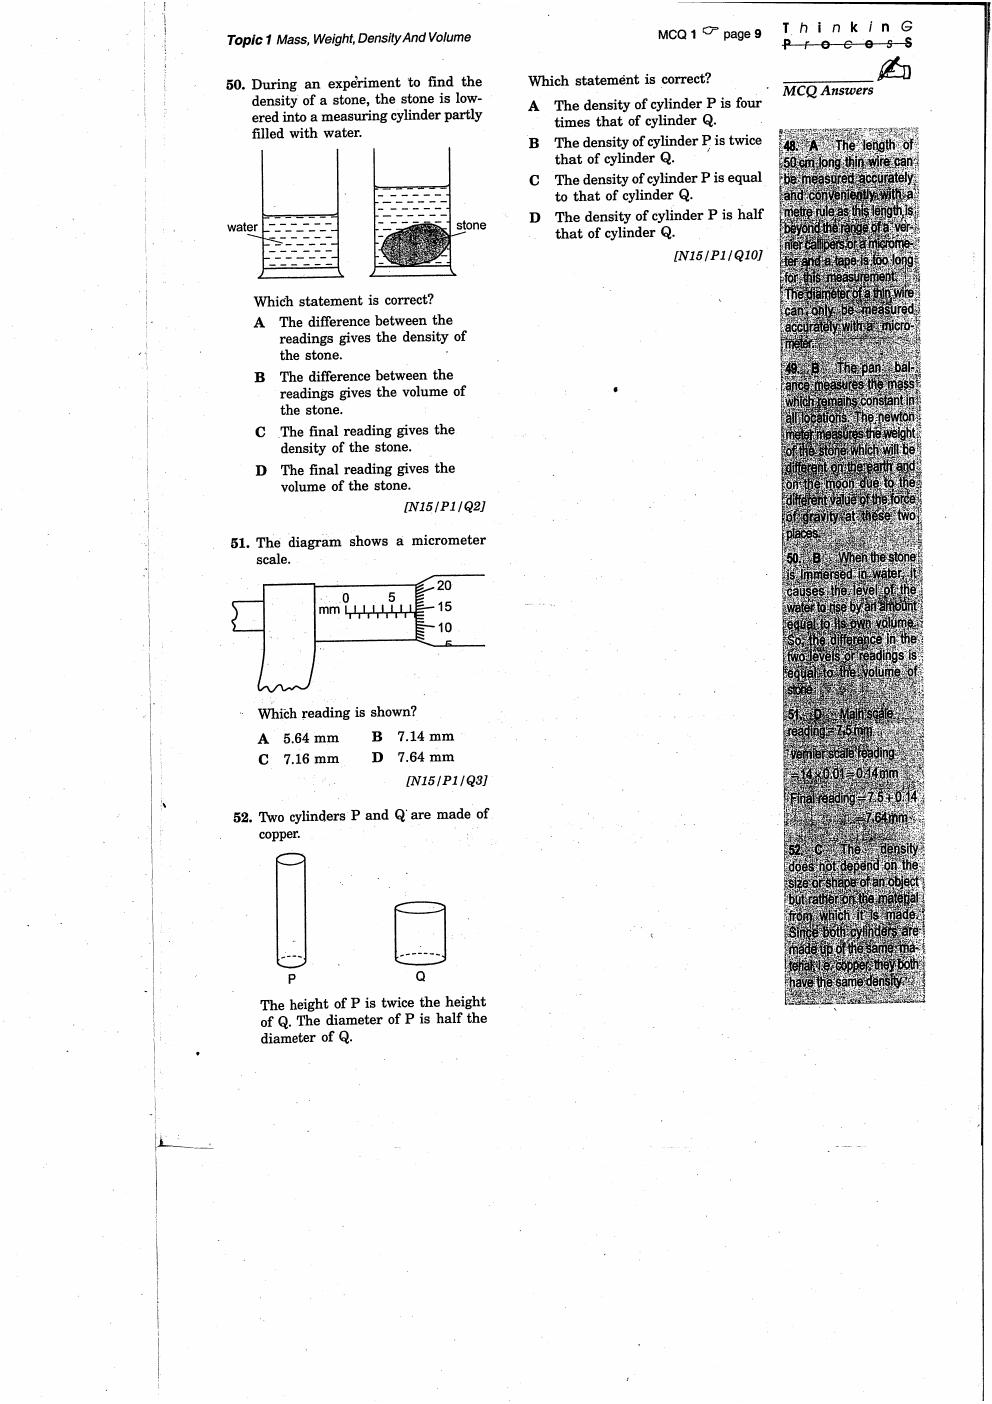 Topic 1 Mass, Weight, Density And Volume
MCQ 1 ☞ page 9
ThinkinG
ProcesS
MCQ Answers
50. During an experiment to find the
density of a stone, the stone is low-
ered into a measuring cylinder partly
filled with water.
water
stone
Which statement is correct?
A The difference between the
readings gives the density of
the stone.
B The difference between the
readings gives the volume of
the stone.
C The final reading gives the
density of the stone.
D The final reading gives the
volume of the stone.
[N15/P1/Q2]
51. The diagram shows a micrometer
scale.
0 5
mm
20
15
10
5
Which reading is shown?
A 5.64 mm B 7.14 mm
C 7.16 mm D 7.64 mm
[N15/P1/Q3]
52. Two cylinders P and Q are made of
copper.
P
Q
The height of P is twice the height
of Q. The diameter of P is half the
diameter of Q.
Which statement is correct?
A The density of cylinder P is four
times that of cylinder Q.
B The density of cylinder P is twice
that of cylinder Q.
C The density of cylinder P is equal
to that of cylinder Q.
D The density of cylinder P is half
that of cylinder Q.
[N15/P1/Q10]
48. A The length of
50 cm long thin wire can
be measured accurately
and conveniently with a
metre rule as this length is
beyond the range of a ver-
nier callipers or a microme-
ter and a tape is too long
for this measurement.
The diameter of a thin wire
can only be measured
accurately with a micro-
meter.
49. B The pan bal-
ance measures the mass
which remains constant in
all locations. The newton
meter measures the weight
of the stone which will be
different on the earth and
on the moon due to the
different value of the force
of gravity at these two
places.
50. B When the stone
is immersed in water, it
causes the level of the
water to rise by an amount
equal to its own volume.
So, the difference in the
two levels or readings is
equal to the volume of
stone.
51. D Main scale
reading = 7.5 mm
vernier scale reading
= 14 × 0.01 = 0.14 mm
Final reading = 7.5 + 0.14
= 7.64 mm
52. C The density
does not depend on the
size or shape of an object
but rather on the material
from which it is made.
Since both cylinders are
made up of the same ma-
terial, i.e. copper, they both
have the same density.